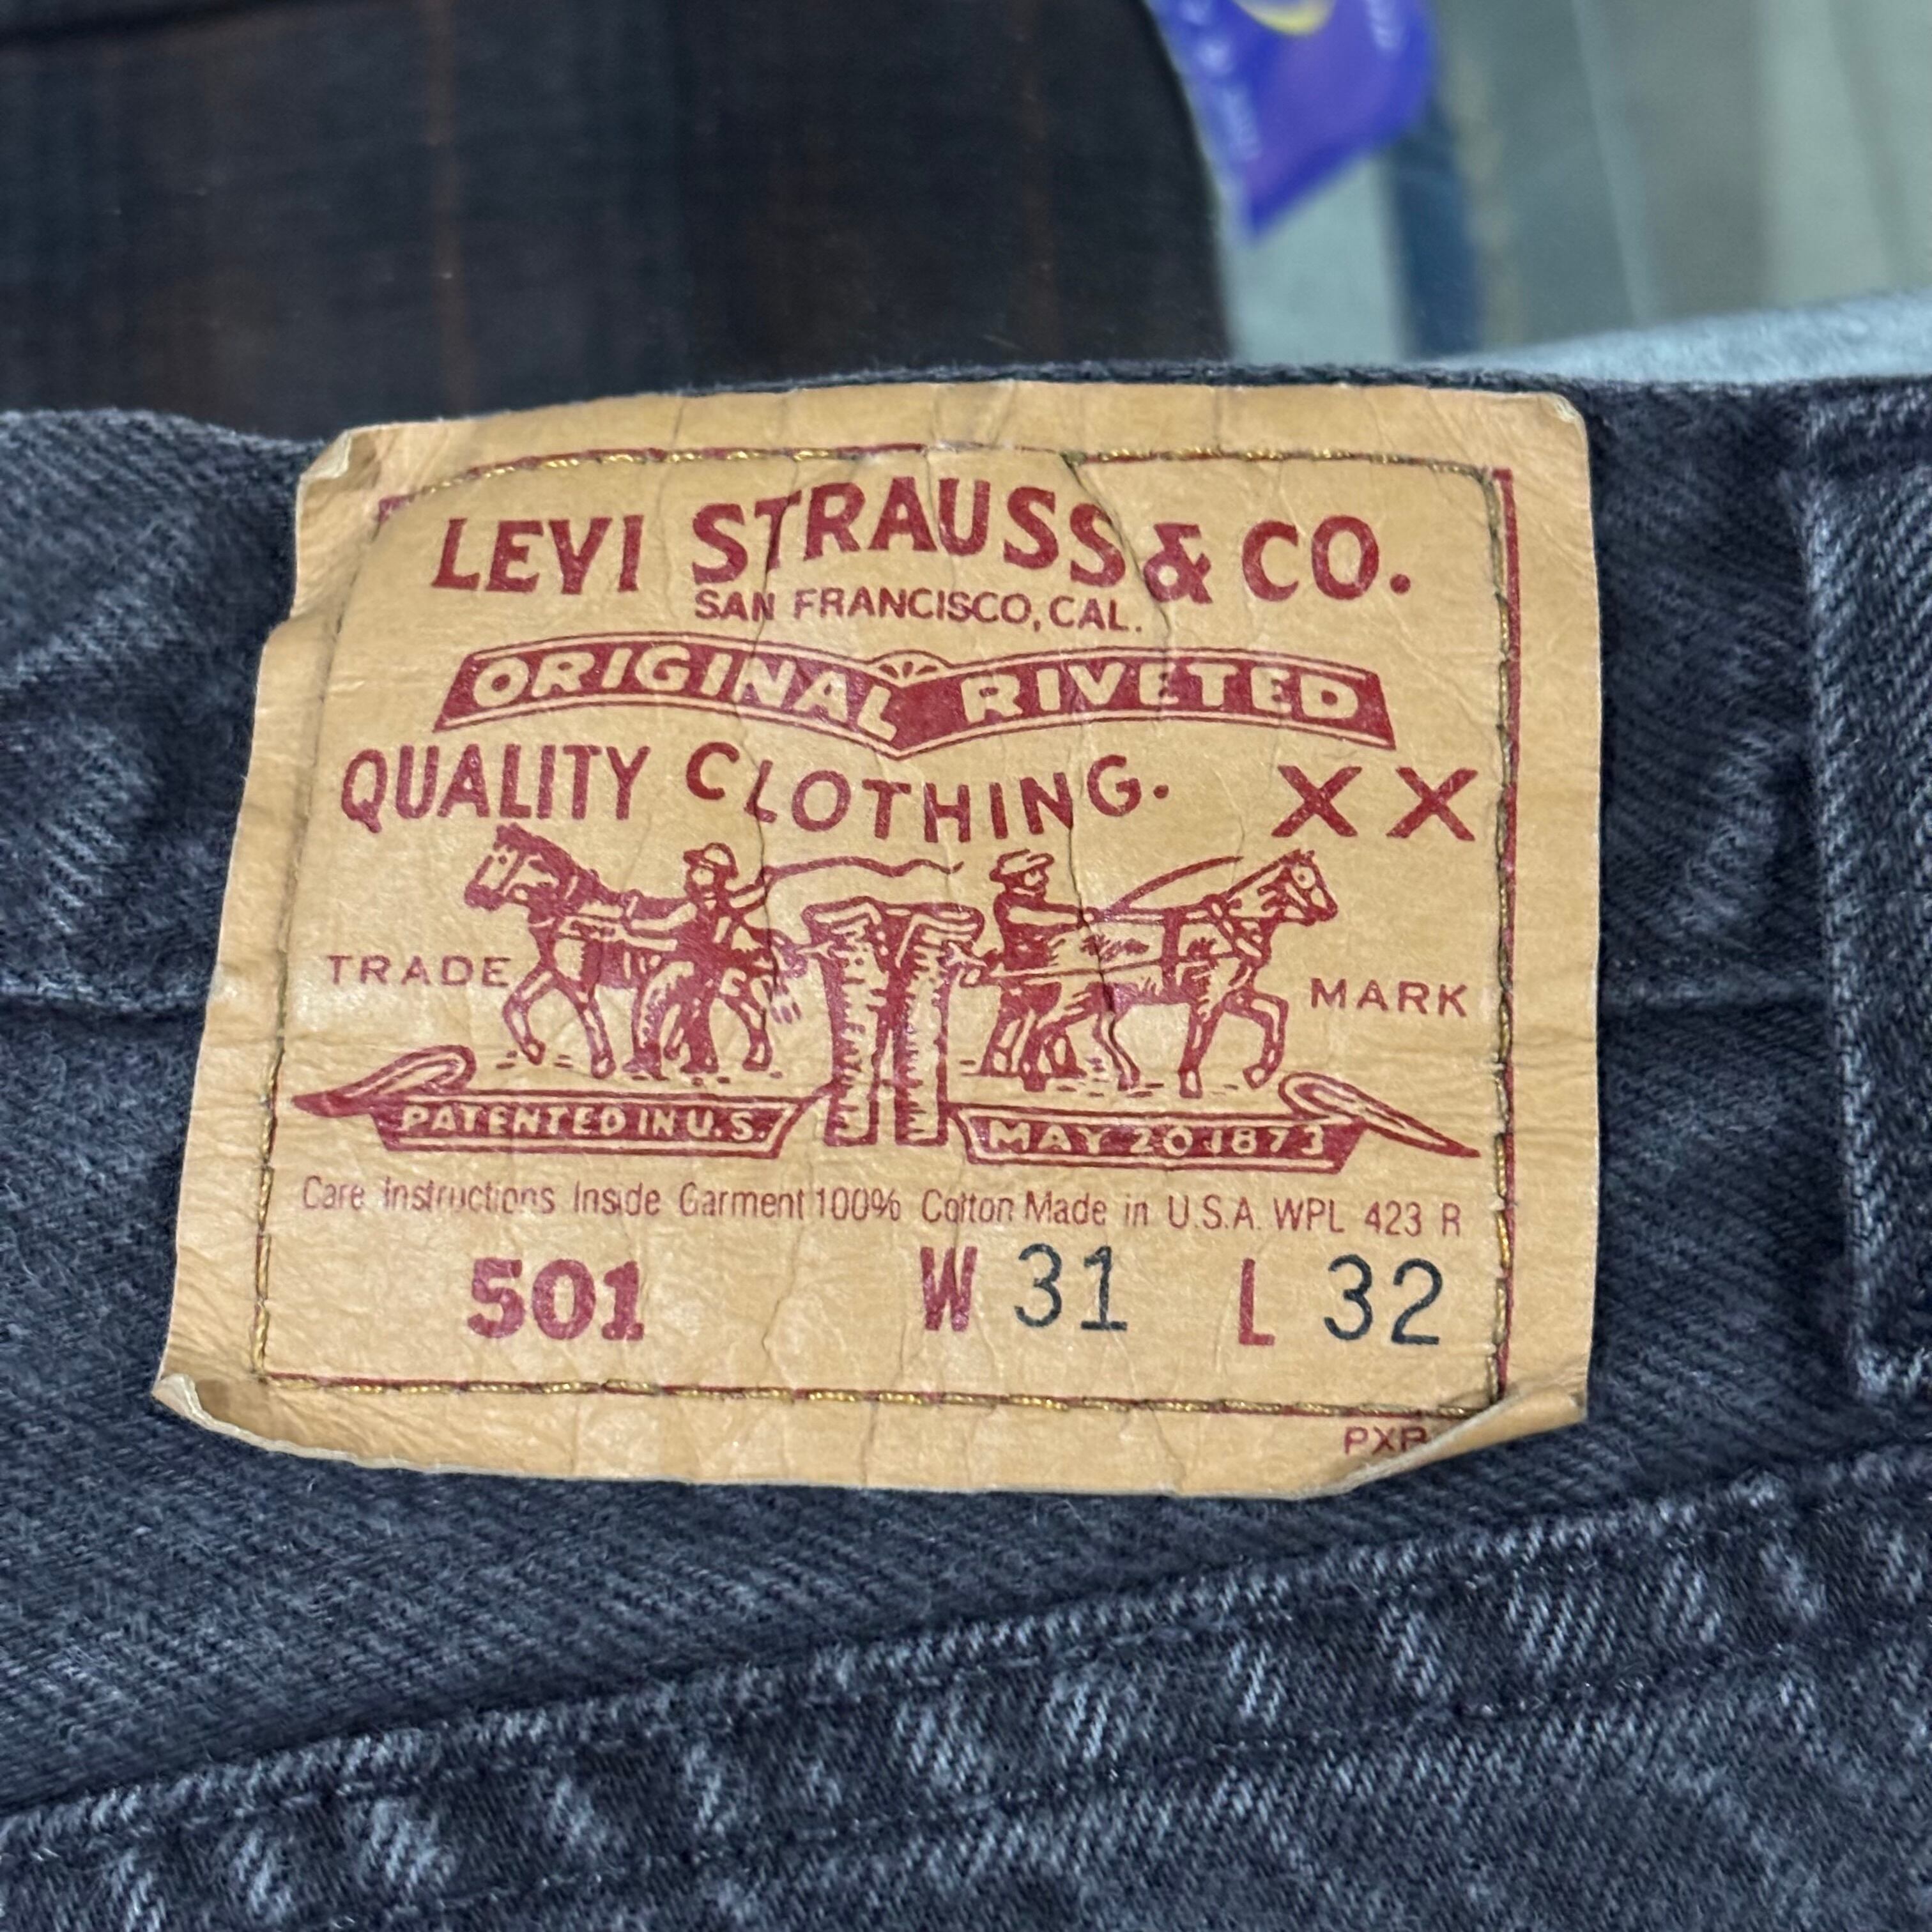 LEVI STRAUSS & CO.
SAN FRANCISCO, CAL.
ORIGINAL RIVETED
QUALITY CLOTHING. XX
TRADE MARK
PATENTED IN U.S. MAY 20 1873
Care Instructions Inside Garment 100% Cotton Made in U.S.A. WPL 423 R
501 W 31 L 32